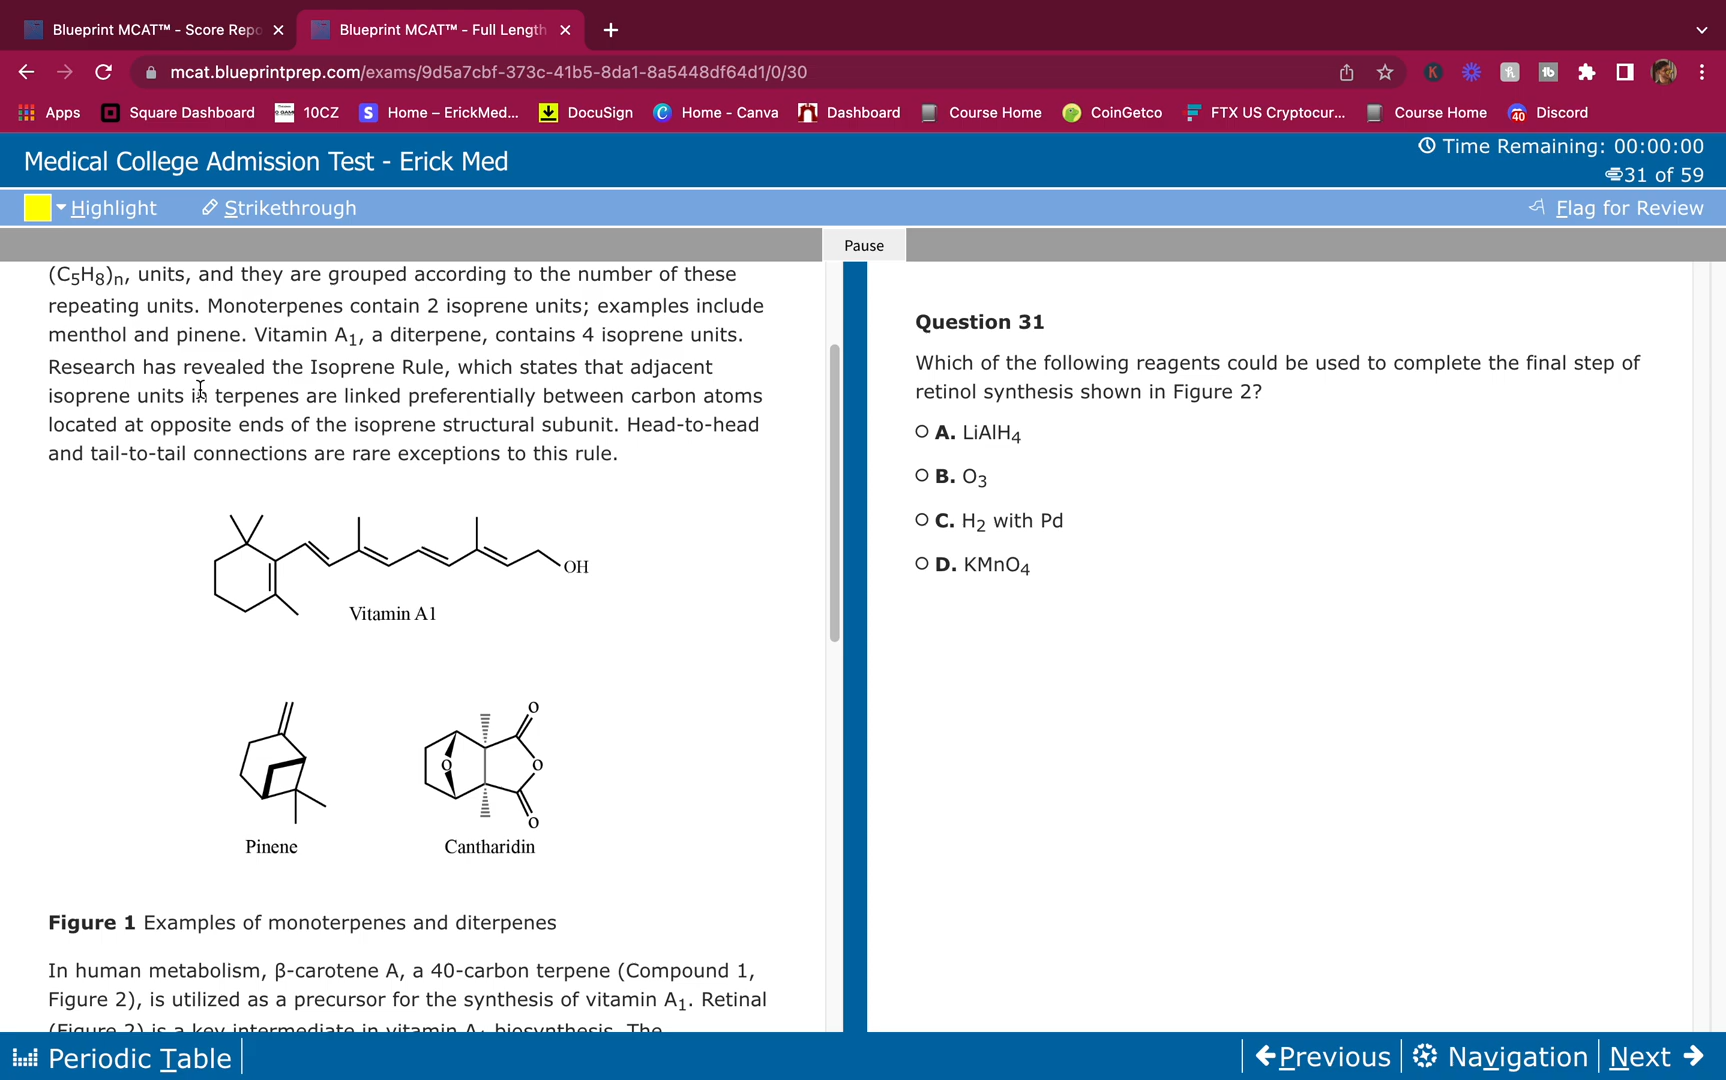 Blueprint MCAT™ - Score Repo
Blueprint MCAT™ - Full Length
mcat.blueprintprep.com/exams/9d5a7cbf-373c-41b5-8da1-8a5448df64d1/0/30
Apps Square Dashboard 10CZ Home – ErickMed... DocuSign Home - Canva Dashboard Course Home CoinGetco FTX US Cryptocur... Course Home Discord
Medical College Admission Test - Erick Med
Time Remaining: 00:00:00
31 of 59
Highlight Strikethrough Flag for Review
Pause
(C5H8)n, units, and they are grouped according to the number of these
repeating units. Monoterpenes contain 2 isoprene units; examples include
menthol and pinene. Vitamin A1, a diterpene, contains 4 isoprene units.
Research has revealed the Isoprene Rule, which states that adjacent
isoprene units in terpenes are linked preferentially between carbon atoms
located at opposite ends of the isoprene structural subunit. Head-to-head
and tail-to-tail connections are rare exceptions to this rule.
OH
Vitamin A1
O
O
O
O
Pinene
Cantharidin
Figure 1 Examples of monoterpenes and diterpenes
In human metabolism, β-carotene A, a 40-carbon terpene (Compound 1,
Figure 2), is utilized as a precursor for the synthesis of vitamin A1. Retinal
(Figure 2) is a key intermediate in vitamin A1 biosynthesis. The
Question 31
Which of the following reagents could be used to complete the final step of
retinol synthesis shown in Figure 2?
A. LiAlH4
B. O3
C. H2 with Pd
D. KMnO4
Periodic Table
Previous Navigation Next